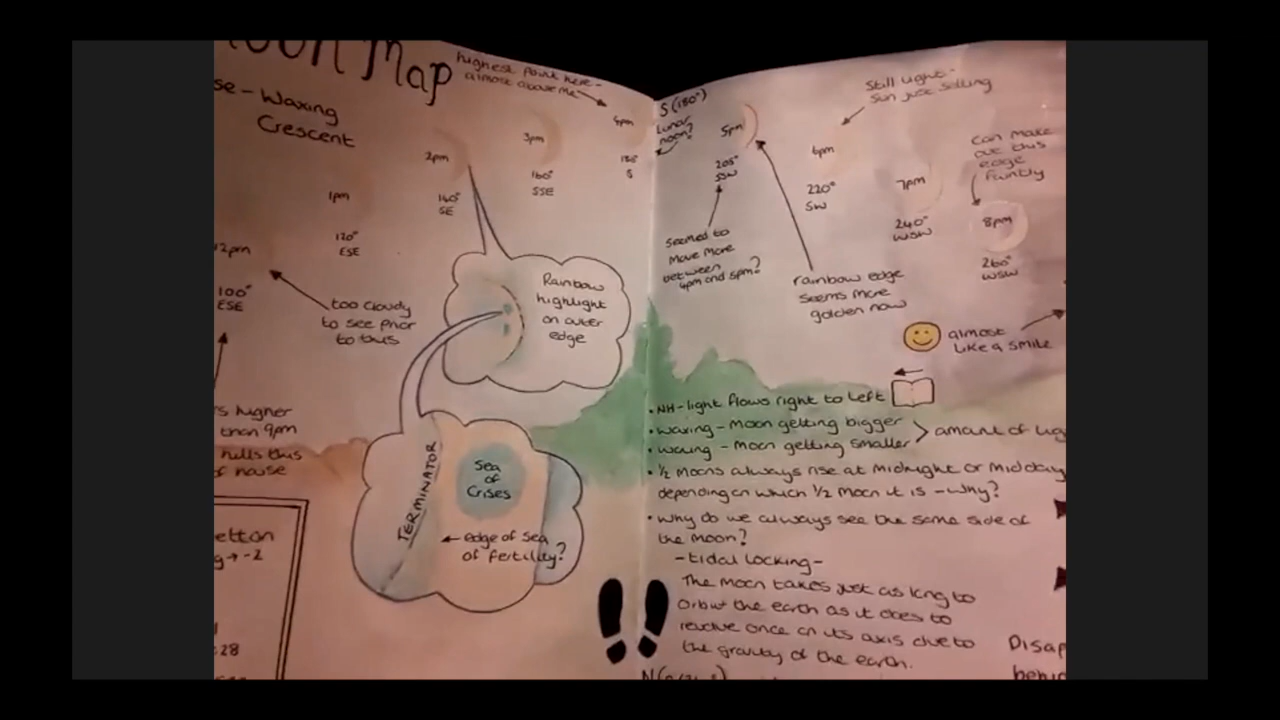 Moon Map
se - Waxing
Crescent
highest point here -
almost above me
12pm
100°
ESE
1pm
120°
ESE
2pm
140°
SE
3pm
160°
SSE
4pm
180°
S
S (180°)
Lunar
noon?
5pm
205°
SSW
6pm
220°
SW
7pm
240°
WSW
8pm
260°
WSW
Still light -
Sun just setting
Can make
out this
edge
faintly
too cloudy
to see prior
to this
Rainbow
highlight
on outer
edge
seemed to
move more
between
4pm and 5pm?
rainbow edge
seems more
golden now
almost
like a smile
rs higher
than 9pm
hills this
of house
TERMINATOR
Sea
of
Crises
edge of Sea
of fertility?
etton
g → -2
:28
• NH - light flows right to left
• waxing - Moon getting bigger
• waning - Moon getting smaller
amount of lig
• ½ Moons always rise at Midnight or Midday
depending on which ½ Moon it is - Why?
• Why do we always see the same side of
the Moon?
- tidal locking -
The Moon takes just as long to
orbit the earth as it does to
revolve once on its axis due to
the gravity of the earth.
Disap
behin